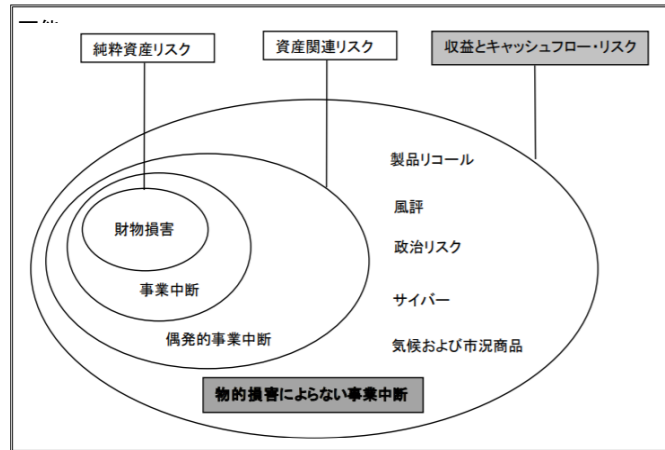 純粋資産リスク
資産関連リスク
収益とキャッシュフロー・リスク
製品リコール
風評
財物損害
政治リスク
事業中断
サイバー
偶発的事業中断
気候および市況商品
物的損害によらない事業中断